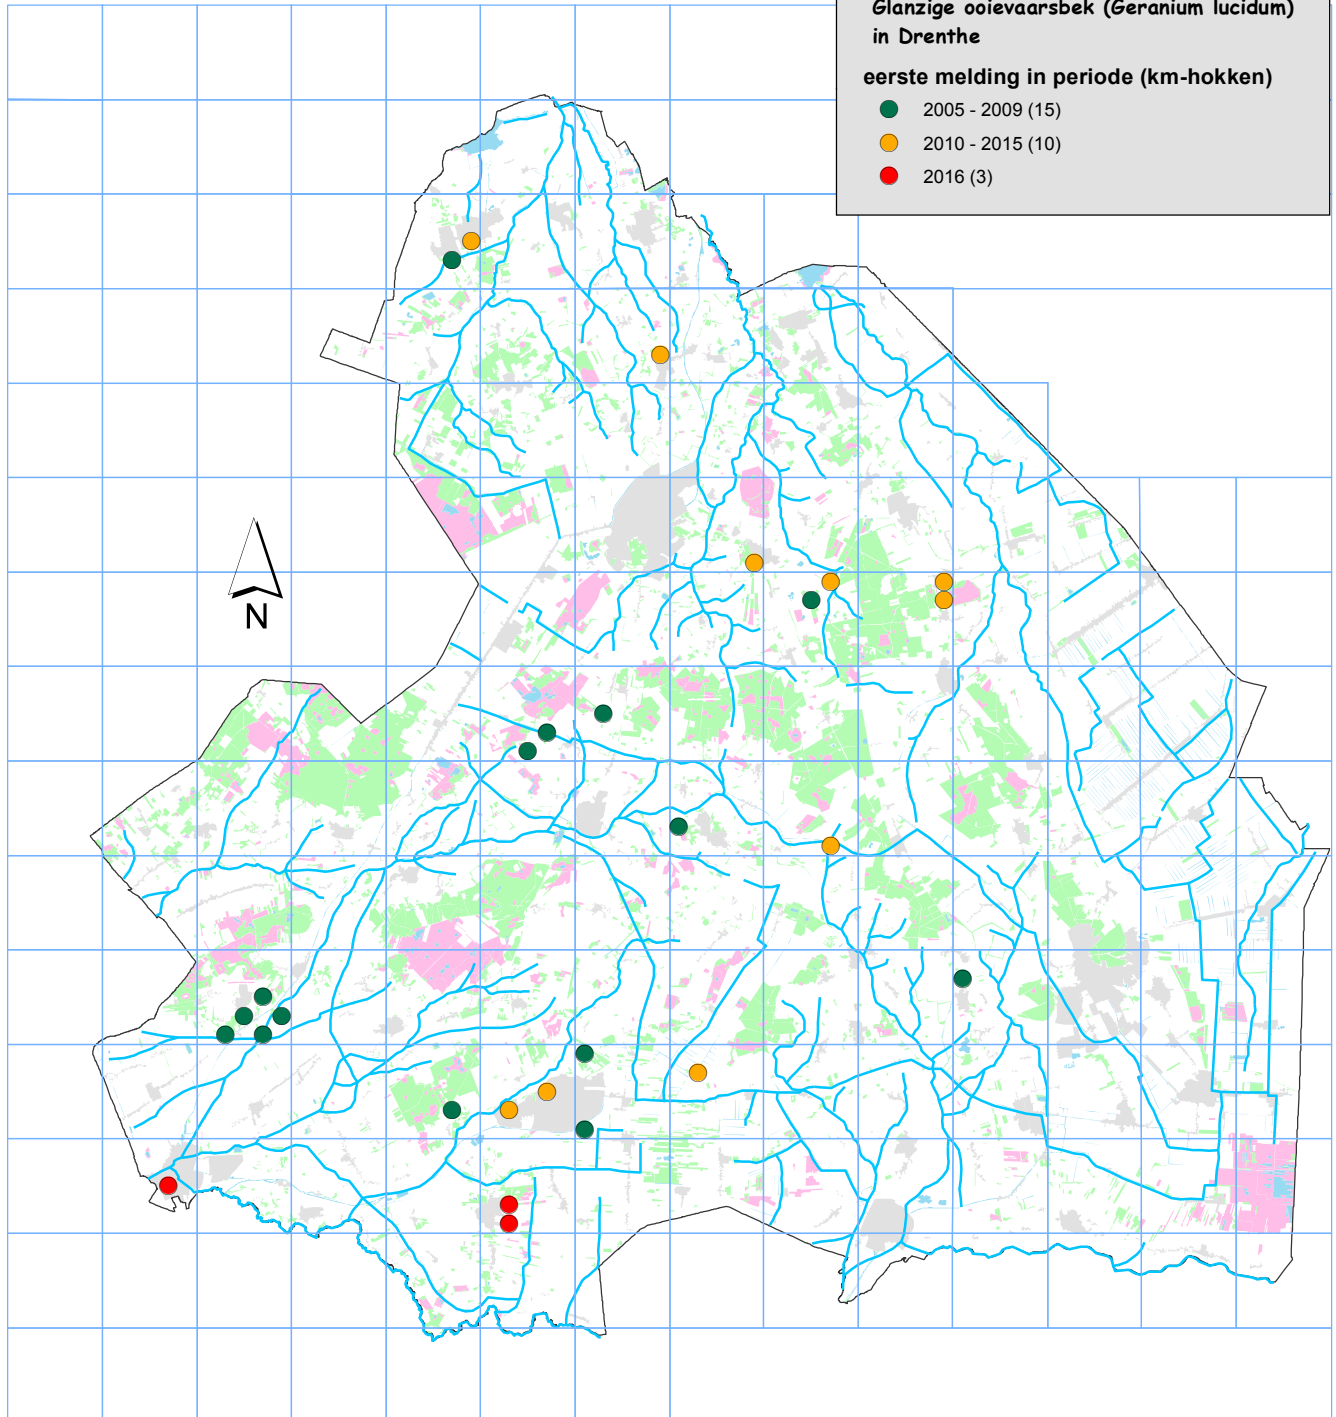 Glanzige ooievaarsbek (Geranium lucidum)
in Drenthe
eerste melding in periode (km-hokken)
2005 - 2009 (15)
2010 - 2015 (10)
2016 (3)
N